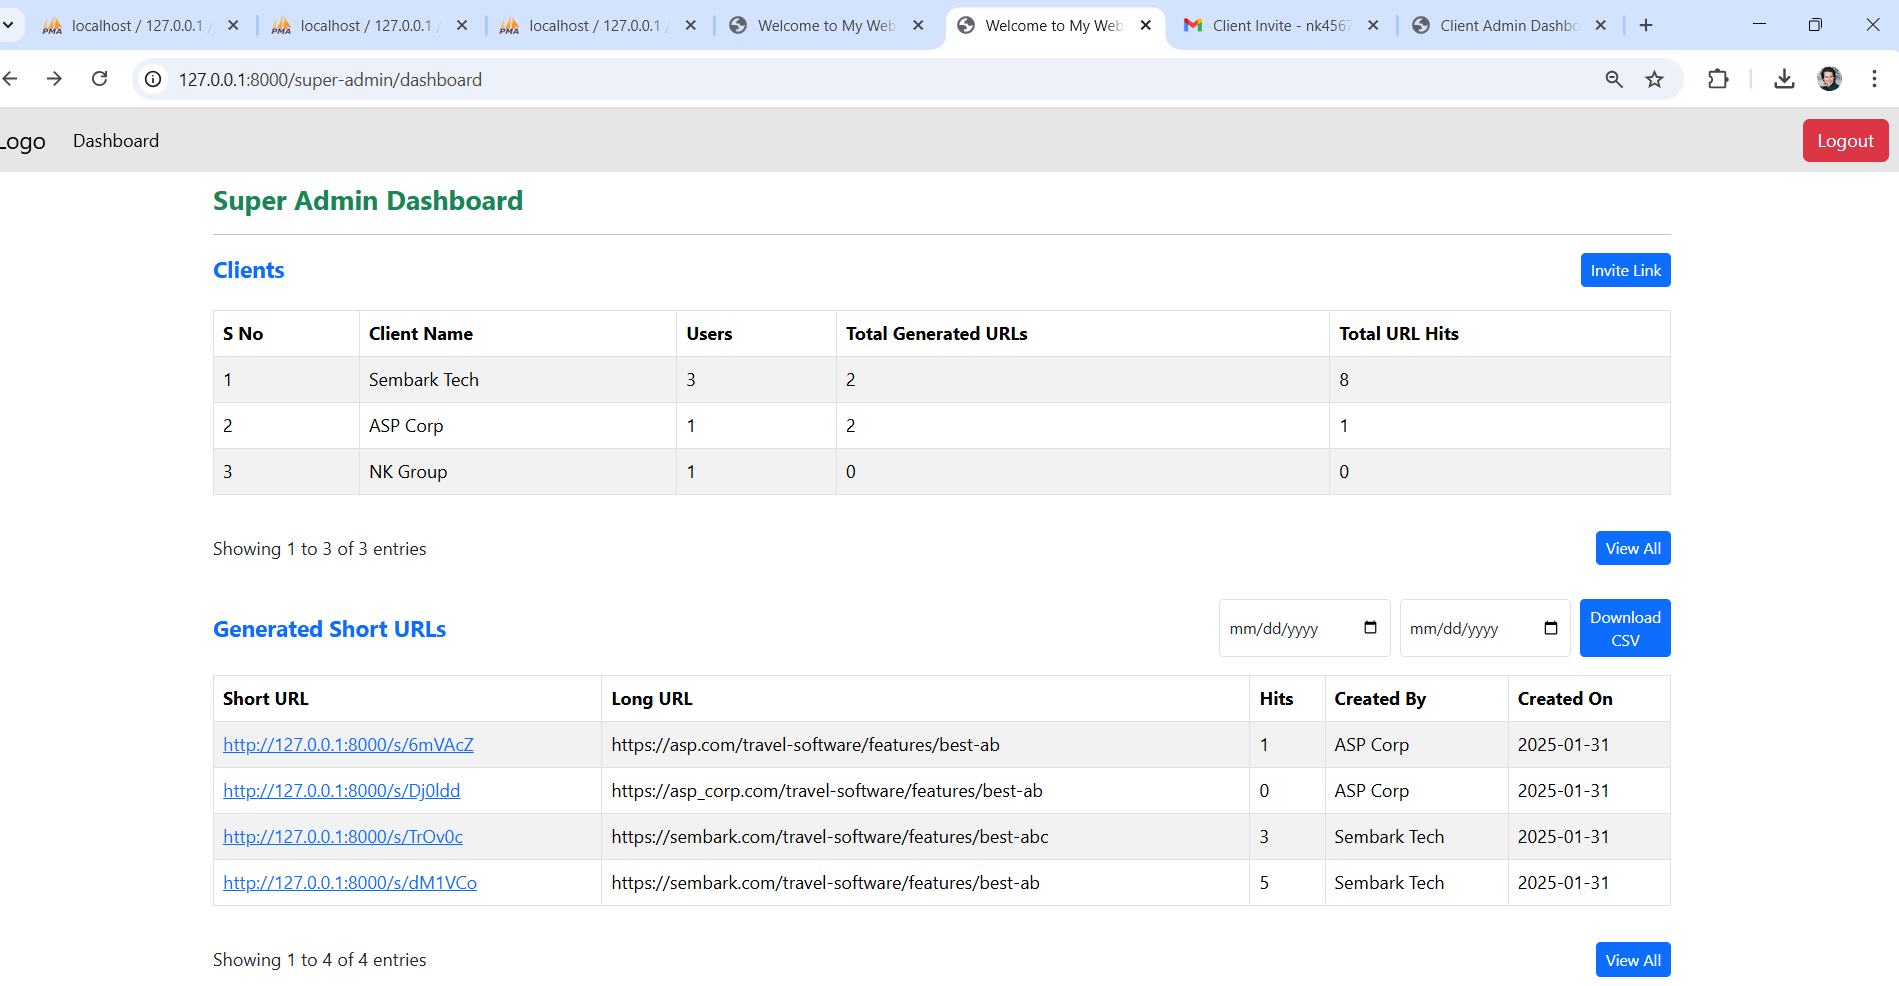 localhost / 127.0.0.1 /
localhost / 127.0.0.1 /
localhost / 127.0.0.1 /
Welcome to My Web
Welcome to My Web
Client Invite - nk4567
Client Admin Dashbo
127.0.0.1:8000/super-admin/dashboard
Logo Dashboard Logout
Super Admin Dashboard
Clients Invite Link
S No Client Name Users Total Generated URLs Total URL Hits
1 Sembark Tech 3 2 8
2 ASP Corp 1 2 1
3 NK Group 1 0 0
Showing 1 to 3 of 3 entries View All
Generated Short URLs mm/dd/yyyy mm/dd/yyyy Download
CSV
Short URL Long URL Hits Created By Created On
http://127.0.0.1:8000/s/6mVAcZ https://asp.com/travel-software/features/best-ab 1 ASP Corp 2025-01-31
http://127.0.0.1:8000/s/Dj0ldd https://asp_corp.com/travel-software/features/best-ab 0 ASP Corp 2025-01-31
http://127.0.0.1:8000/s/TrOv0c https://sembark.com/travel-software/features/best-abc 3 Sembark Tech 2025-01-31
http://127.0.0.1:8000/s/dM1VCo https://sembark.com/travel-software/features/best-ab 5 Sembark Tech 2025-01-31
Showing 1 to 4 of 4 entries View All